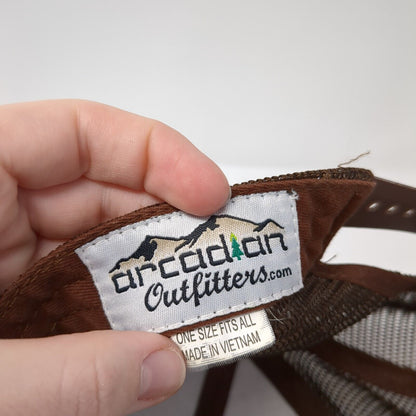 arcadian
Outfitters.com
ONE SIZE FITS ALL
MADE IN VIETNAM